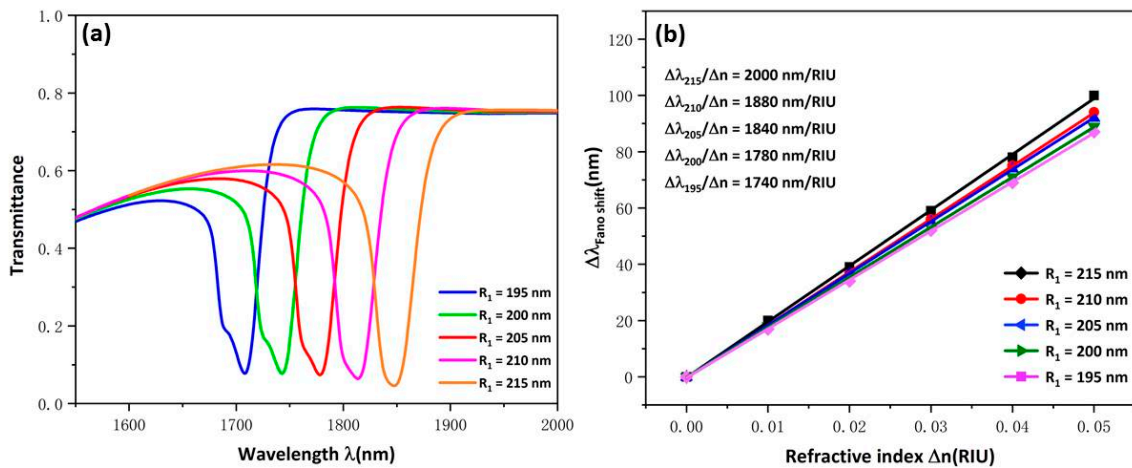 (a)
1.0
0.8
0.6
0.4
0.2
0.0
Transmittance
1600
1700
1800
1900
2000
Wavelength λ(nm)
R₁ = 195 nm
R₁ = 200 nm
R₁ = 205 nm
R₁ = 210 nm
R₁ = 215 nm
(b)
120
100
80
60
40
20
0
Δλ_Fano shift(nm)
Δλ₂₁₅/Δn = 2000 nm/RIU
Δλ₂₁₀/Δn = 1880 nm/RIU
Δλ₂₀₅/Δn = 1840 nm/RIU
Δλ₂₀₀/Δn = 1780 nm/RIU
Δλ₁₉₅/Δn = 1740 nm/RIU
R₁ = 215 nm
R₁ = 210 nm
R₁ = 205 nm
R₁ = 200 nm
R₁ = 195 nm
0.00
0.01
0.02
0.03
0.04
0.05
Refractive index Δn(RIU)